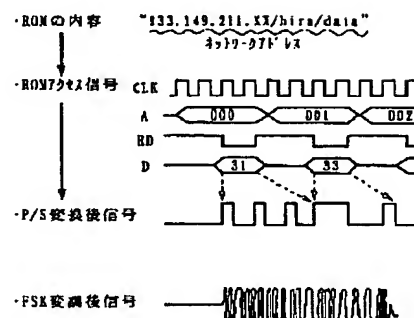 ・ROMの内容 "133.149.211.XX/hira/data"
ネットワークアドレス
・ROMアクセス信号 CLK
A 000 001 002
RD
D 31 33
・P/S変換後信号
・FSK変調後信号